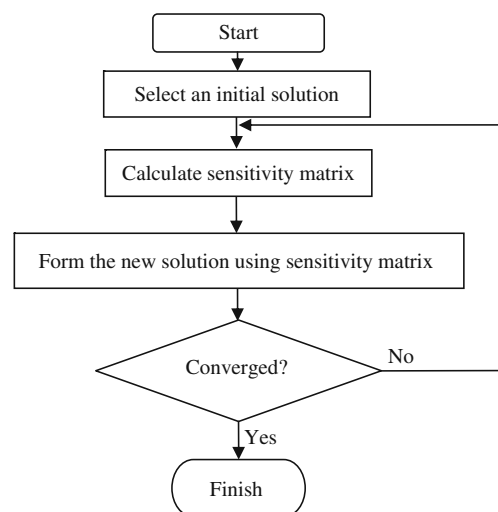 Start
Select an initial solution
Calculate sensitivity matrix
Form the new solution using sensitivity matrix
Converged?
No
Yes
Finish